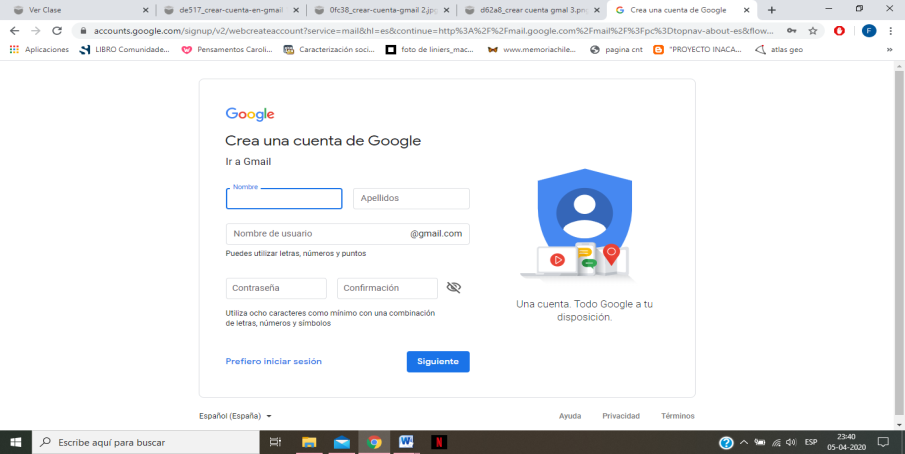 Ver Clase
de517_crear-cuenta-en-gmail
0fc38_crear-cuenta-gmail 2.jpg
d62a8_crear cuenta gmal 3.png
Crea una cuenta de Google
accounts.google.com/signup/v2/webcreateaccount?service=mail&hl=es&continue=http%3A%2F%2Fmail.google.com%2Fmail%2F%3Fpc%3Dtopnav-about-es&flow...
F
Aplicaciones
LIBRO Comunidade...
Pensamentos Caroli...
Caracterización soci...
foto de liniers_mac...
www.memoriachile...
pagina cnt
"PROYECTO INACA...
atlas geo
»
Google
Crea una cuenta de Google
Ir a Gmail
Nombre
Apellidos
Nombre de usuario
@gmail.com
Puedes utilizar letras, números y puntos
Contraseña
Confirmación
Utiliza ocho caracteres como mínimo con una combinación
de letras, números y símbolos
Prefiero iniciar sesión
Siguiente
Una cuenta. Todo Google a tu
disposición.
Español (España)
Ayuda
Privacidad
Términos
Escribe aquí para buscar
ESP
23:40
05-04-2020